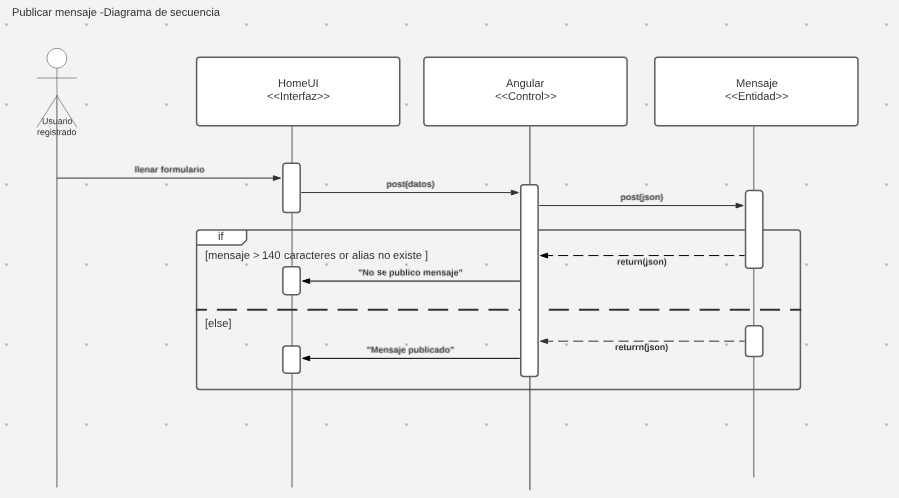 Publicar mensaje -Diagrama de secuencia
HomeUI
<<Interfaz>>
Angular
<<Control>>
Mensaje
<<Entidad>>
Usuario
registrado
llenar formulario
post(datos)
post(json)
if
[mensaje > 140 caracteres or alias no existe ]
return(json)
"No se publico mensaje"
[else]
returrn(json)
"Mensaje publicado"